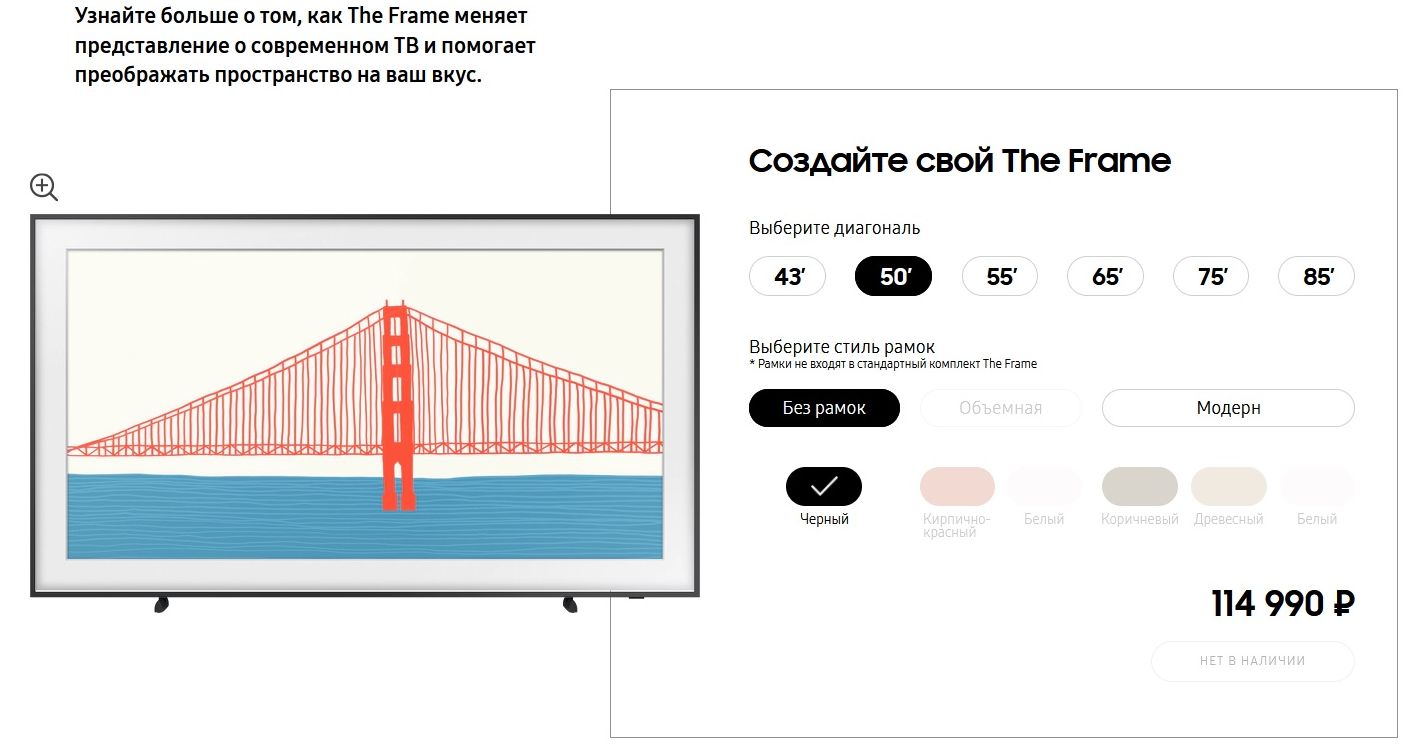 Узнайте больше о том, как The Frame меняет
представление о современном ТВ и помогает
преображать пространство на ваш вкус.
Создайте свой The Frame
Выберите диагональ
43′ 50′ 55′ 65′ 75′ 85′
Выберите стиль рамок
* Рамки не входят в стандартный комплект The Frame
Без рамок Объемная Модерн
Черный Кирпично- Белый Коричневый Древесный Белый
красный
114 990 ₽
НЕТ В НАЛИЧИИ